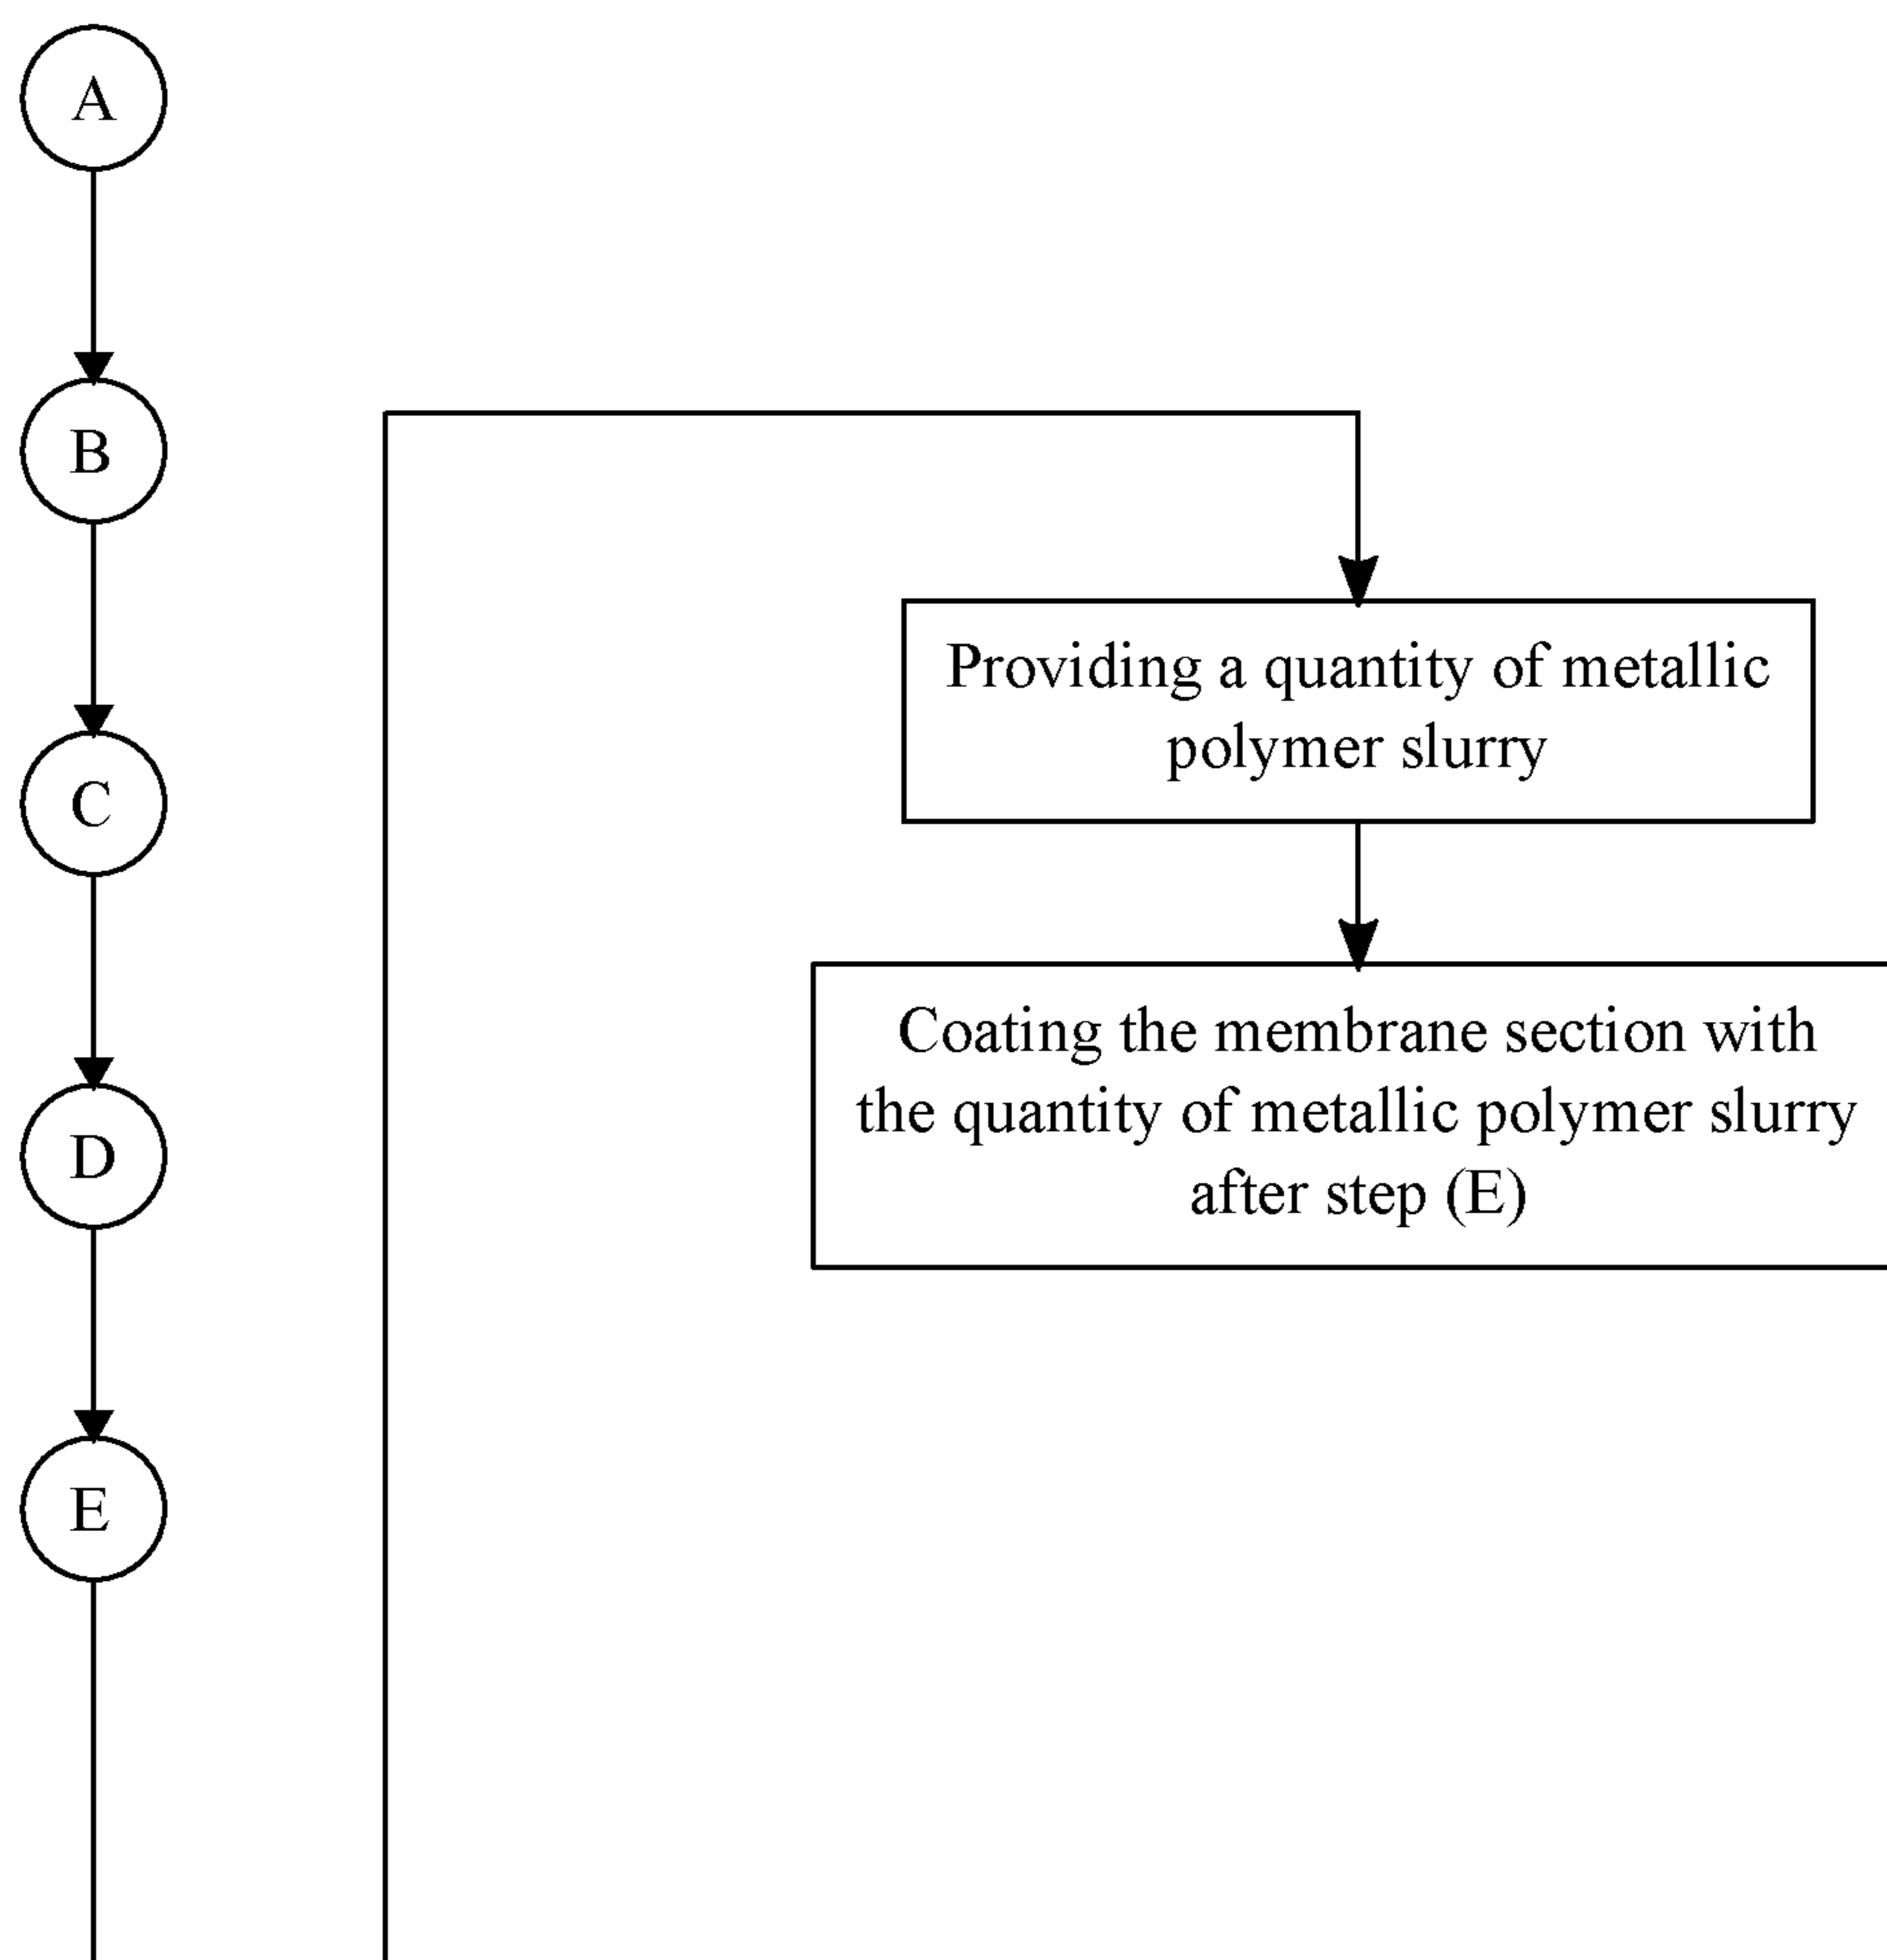 A
B
C
D
E
Providing a quantity of metallic
polymer slurry
Coating the membrane section with
the quantity of metallic polymer slurry
after step (E)